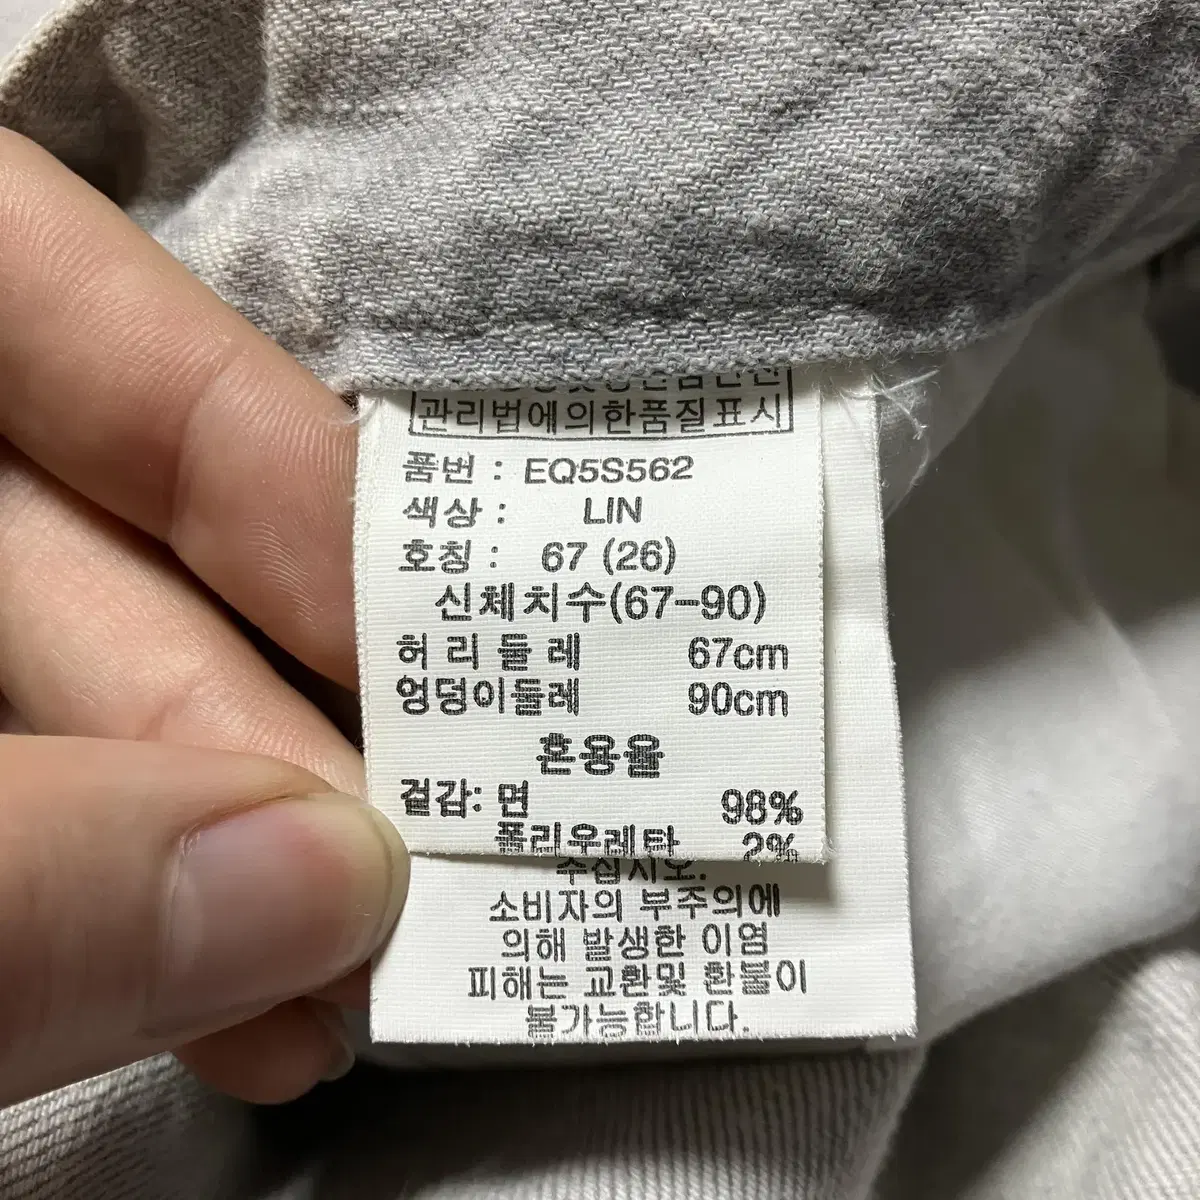 관리법에의한품질표시
품번 : EQ5S562
색상 : LIN
호칭 : 67 (26)
신체치수(67-90)
허리둘레 67cm
엉덩이둘레 90cm
혼용율
겉감: 면 98%
폴리우레탄 2%
수십시오.
소비자의 부주의에
의해 발생한 이염
피해는 교환및 환불이
불가능합니다.